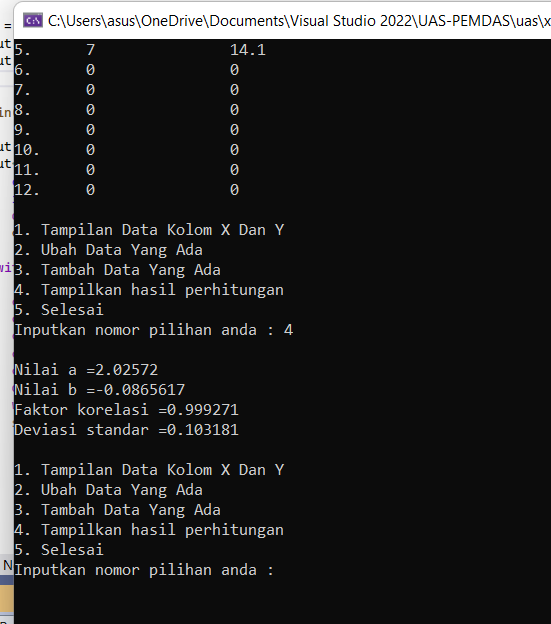 C:\Users\asus\OneDrive\Documents\Visual Studio 2022\UAS-PEMDAS\uas\x
5. 7 14.1
6. 0 0
7. 0 0
8. 0 0
9. 0 0
10. 0 0
11. 0 0
12. 0 0
1. Tampilan Data Kolom X Dan Y
2. Ubah Data Yang Ada
3. Tambah Data Yang Ada
4. Tampilkan hasil perhitungan
5. Selesai
Inputkan nomor pilihan anda : 4
Nilai a =2.02572
Nilai b =-0.0865617
Faktor korelasi =0.999271
Deviasi standar =0.103181
1. Tampilan Data Kolom X Dan Y
2. Ubah Data Yang Ada
3. Tambah Data Yang Ada
4. Tampilkan hasil perhitungan
5. Selesai
Inputkan nomor pilihan anda :